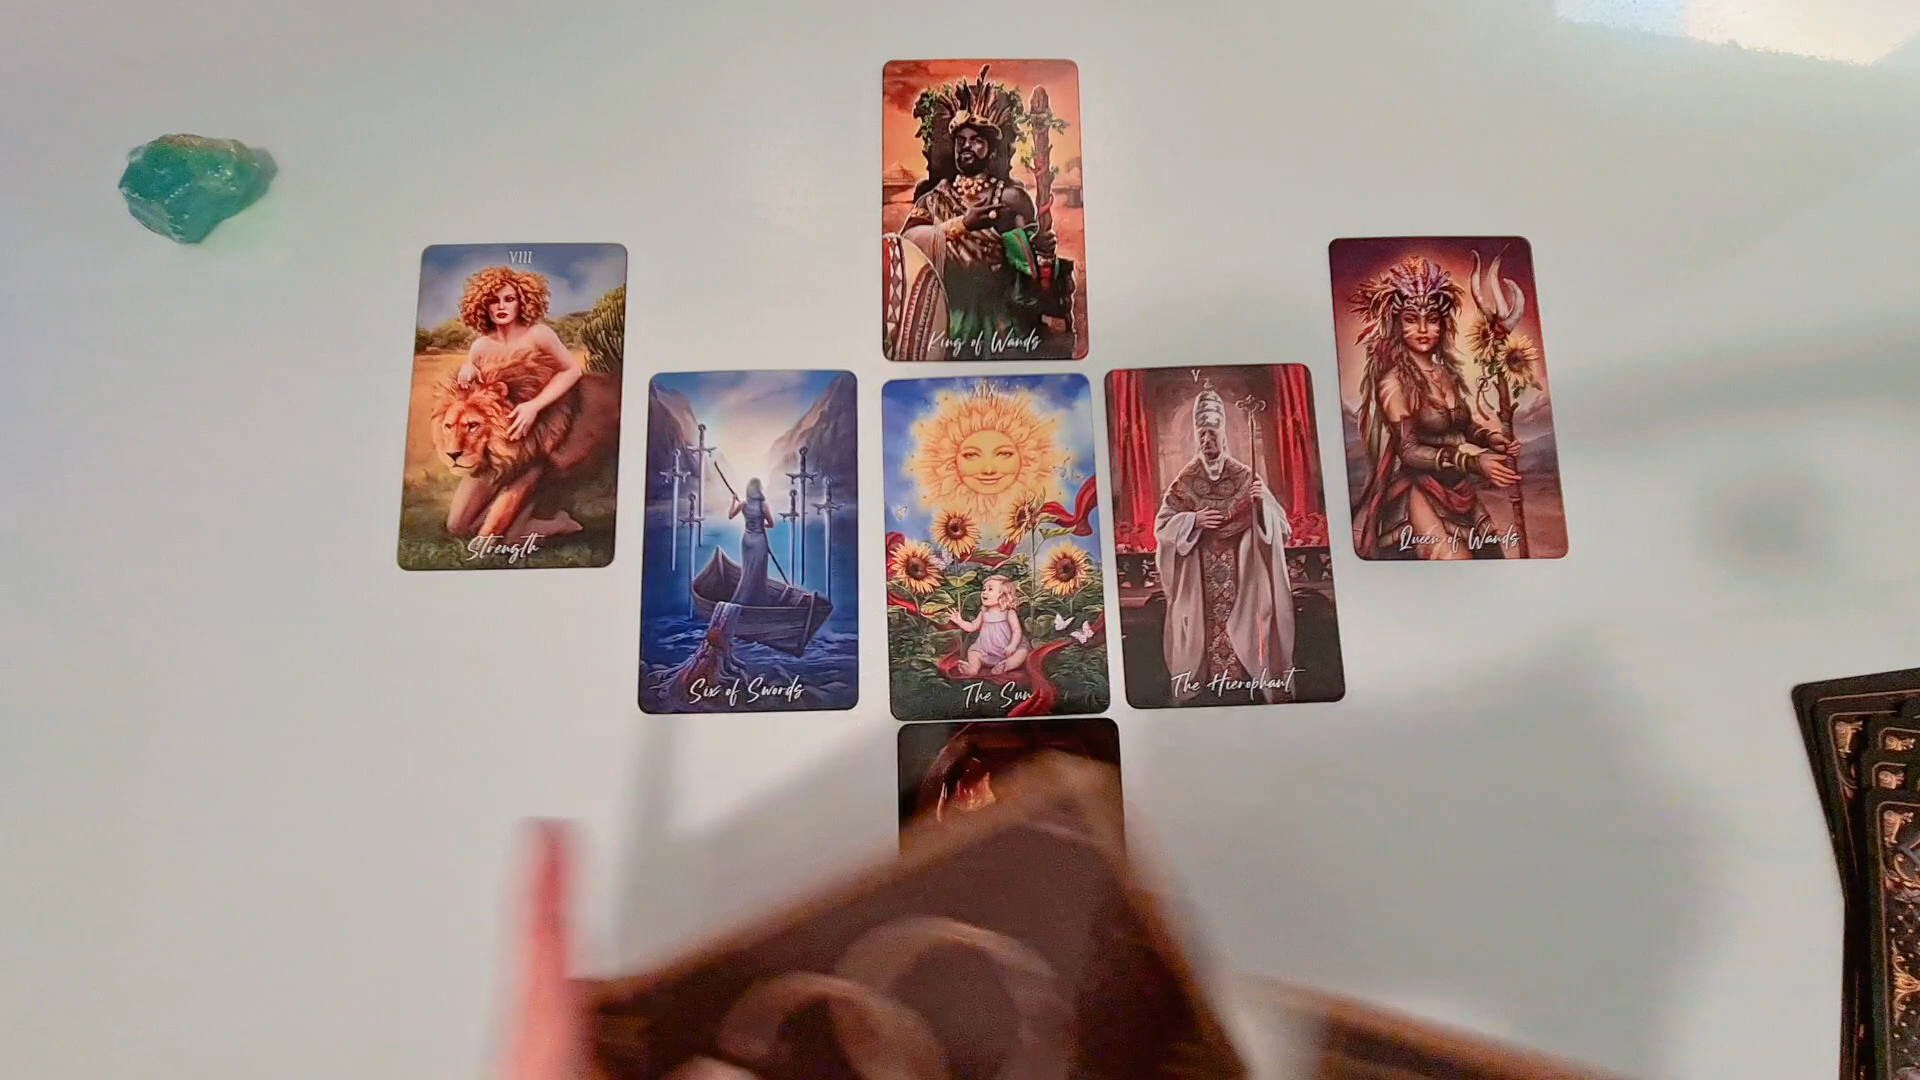 King of Wands
VIII
Strength
Queen of Wands
Six of Swords
XIX
The Sun
V
The Hierophant